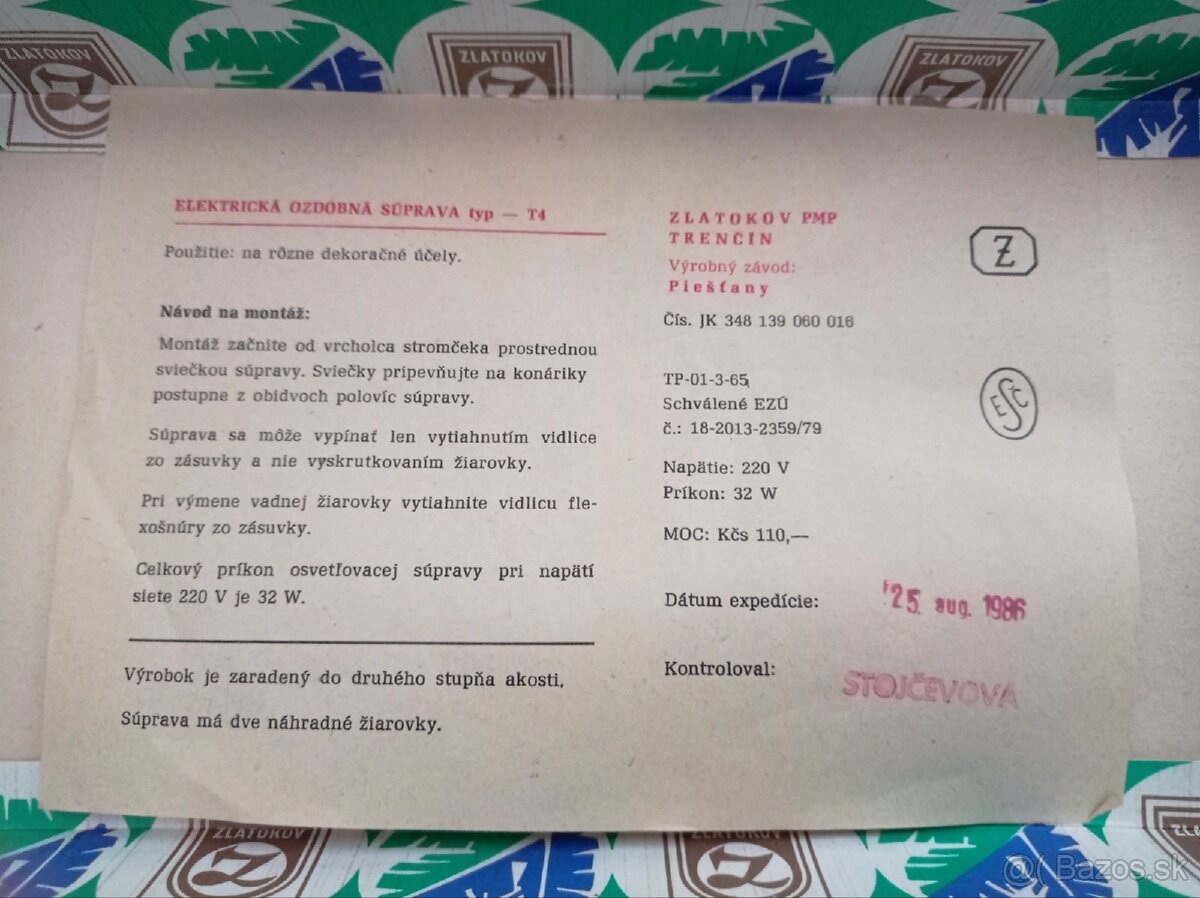 ZLATOKOV
ZLATOKOV
ZLATOKOV
ELEKTRICKÁ OZDOBNÁ SÚPRAVA typ — T4
Použitie: na rôzne dekoračné účely.
Návod na montáž:
Montáž začnite od vrcholca stromčeka prostrednou
sviečkou súpravy. Sviečky pripevňujte na konáriky
postupne z obidvoch polovíc súpravy.
Súprava sa môže vypínať len vytiahnutím vidlice
zo zásuvky a nie vyskrutkovaním žiarovky.
Pri výmene vadnej žiarovky vytiahnite vidlicu fle-
xošnúry zo zásuvky.
Celkový príkon osvetľovacej súpravy pri napätí
siete 220 V je 32 W.
Výrobok je zaradený do druhého stupňa akosti.
Súprava má dve náhradné žiarovky.
ZLATOKOV PMP
TRENČÍN
Výrobný závod:
Piešťany
Z
Čís. JK 348 139 060 016
TP-01-3-65
Schválené EZÚ
č.: 18-2013-2359/79
ESČ
Napätie: 220 V
Príkon: 32 W
MOC: Kčs 110,—
Dátum expedície: 25. aug. 1986
Kontroloval: STOJČEVOVÁ
ZLATOKOV
ZLATOKOV
@( Bazos.sk